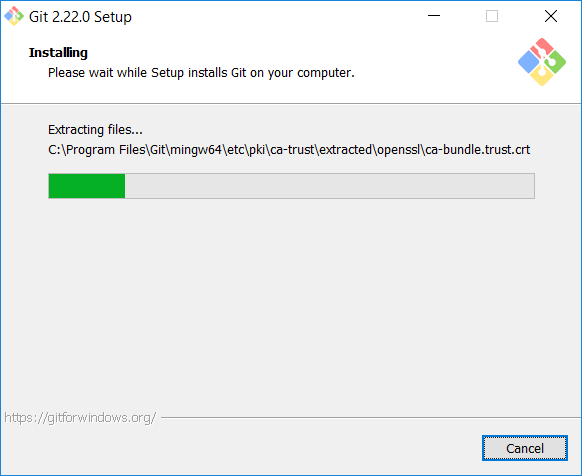 Git 2.22.0 Setup
Installing
Please wait while Setup installs Git on your computer.
Extracting files...
C:\Program Files\Git\mingw64\etc\pki\ca-trust\extracted\openssl\ca-bundle.trust.crt
https://gitforwindows.org/
Cancel